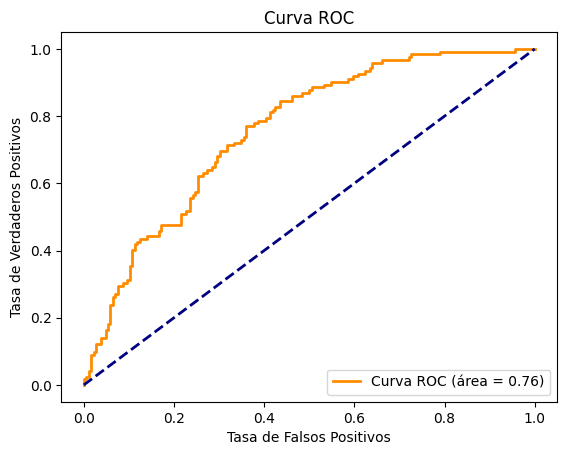 Curva ROC
1.0
0.8
0.6
0.4
0.2
0.0
Tasa de Verdaderos Positivos
Curva ROC (área = 0.76)
0.0 0.2 0.4 0.6 0.8 1.0
Tasa de Falsos Positivos